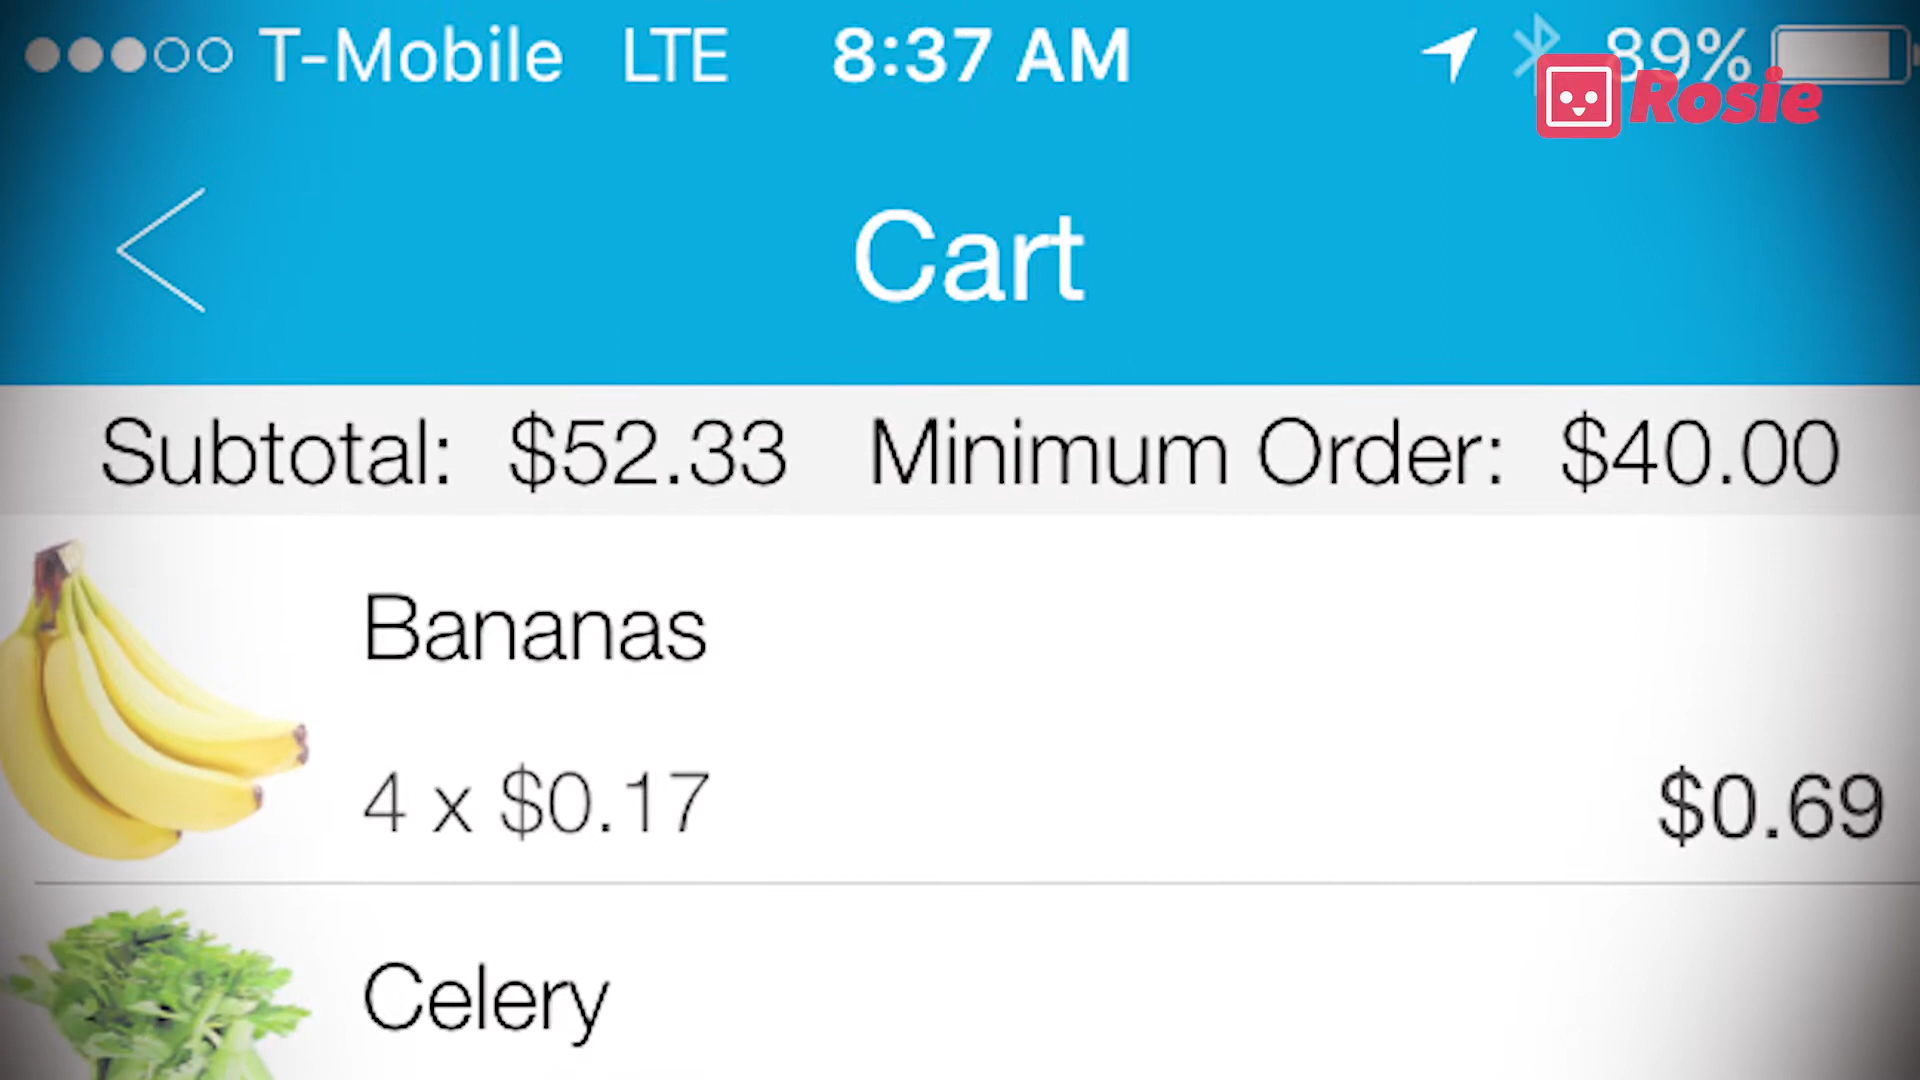 T-Mobile LTE 8:37 AM 89%
Rosie
Cart
Subtotal: $52.33 Minimum Order: $40.00
Bananas
4 x $0.17 $0.69
Celery